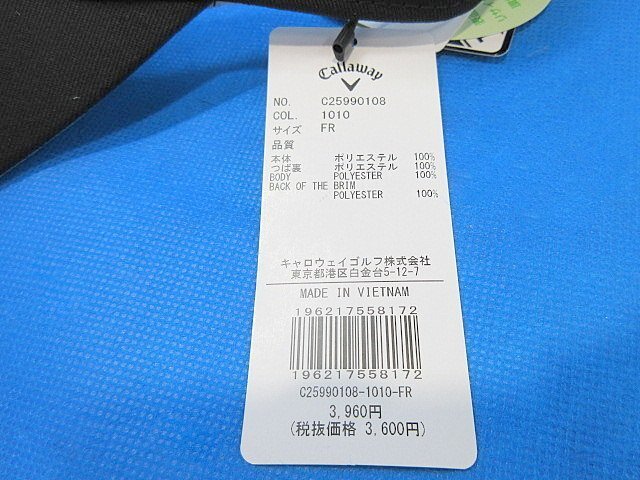 Callaway
NO. C25990108
COL. 1010
サイズ FR
品質
本体 ポリエステル 100%
つば裏 ポリエステル 100%
BODY POLYESTER 100%
BACK OF THE BRIM
POLYESTER 100%
キャロウェイゴルフ株式会社
東京都港区白金台5-12-7
MADE IN VIETNAM
196217558172
196217558172
C25990108-1010-FR
3,960円
(税抜価格 3,600円)